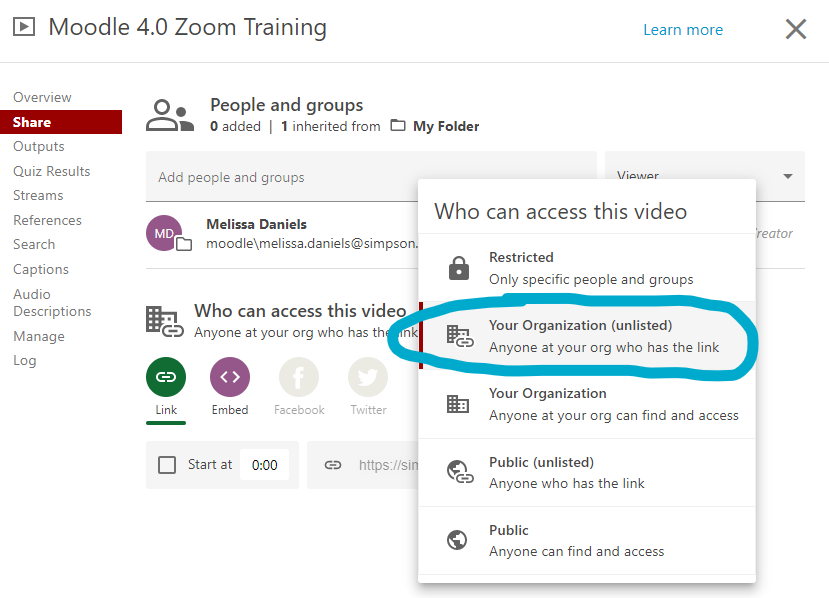 Moodle 4.0 Zoom Training
Learn more
Overview
Share
Outputs
Quiz Results
Streams
References
Search
Captions
Audio
Descriptions
Manage
Log
People and groups
0 added | 1 inherited from My Folder
Add people and groups
Viewer
MD
Melissa Daniels
moodle\melissa.daniels@simpson.
Creator
Who can access this video
Anyone at your org who has the link
Link
Embed
Facebook
Twitter
Start at 0:00
https://sim
Who can access this video
Restricted
Only specific people and groups
Your Organization (unlisted)
Anyone at your org who has the link
Your Organization
Anyone at your org can find and access
Public (unlisted)
Anyone who has the link
Public
Anyone can find and access